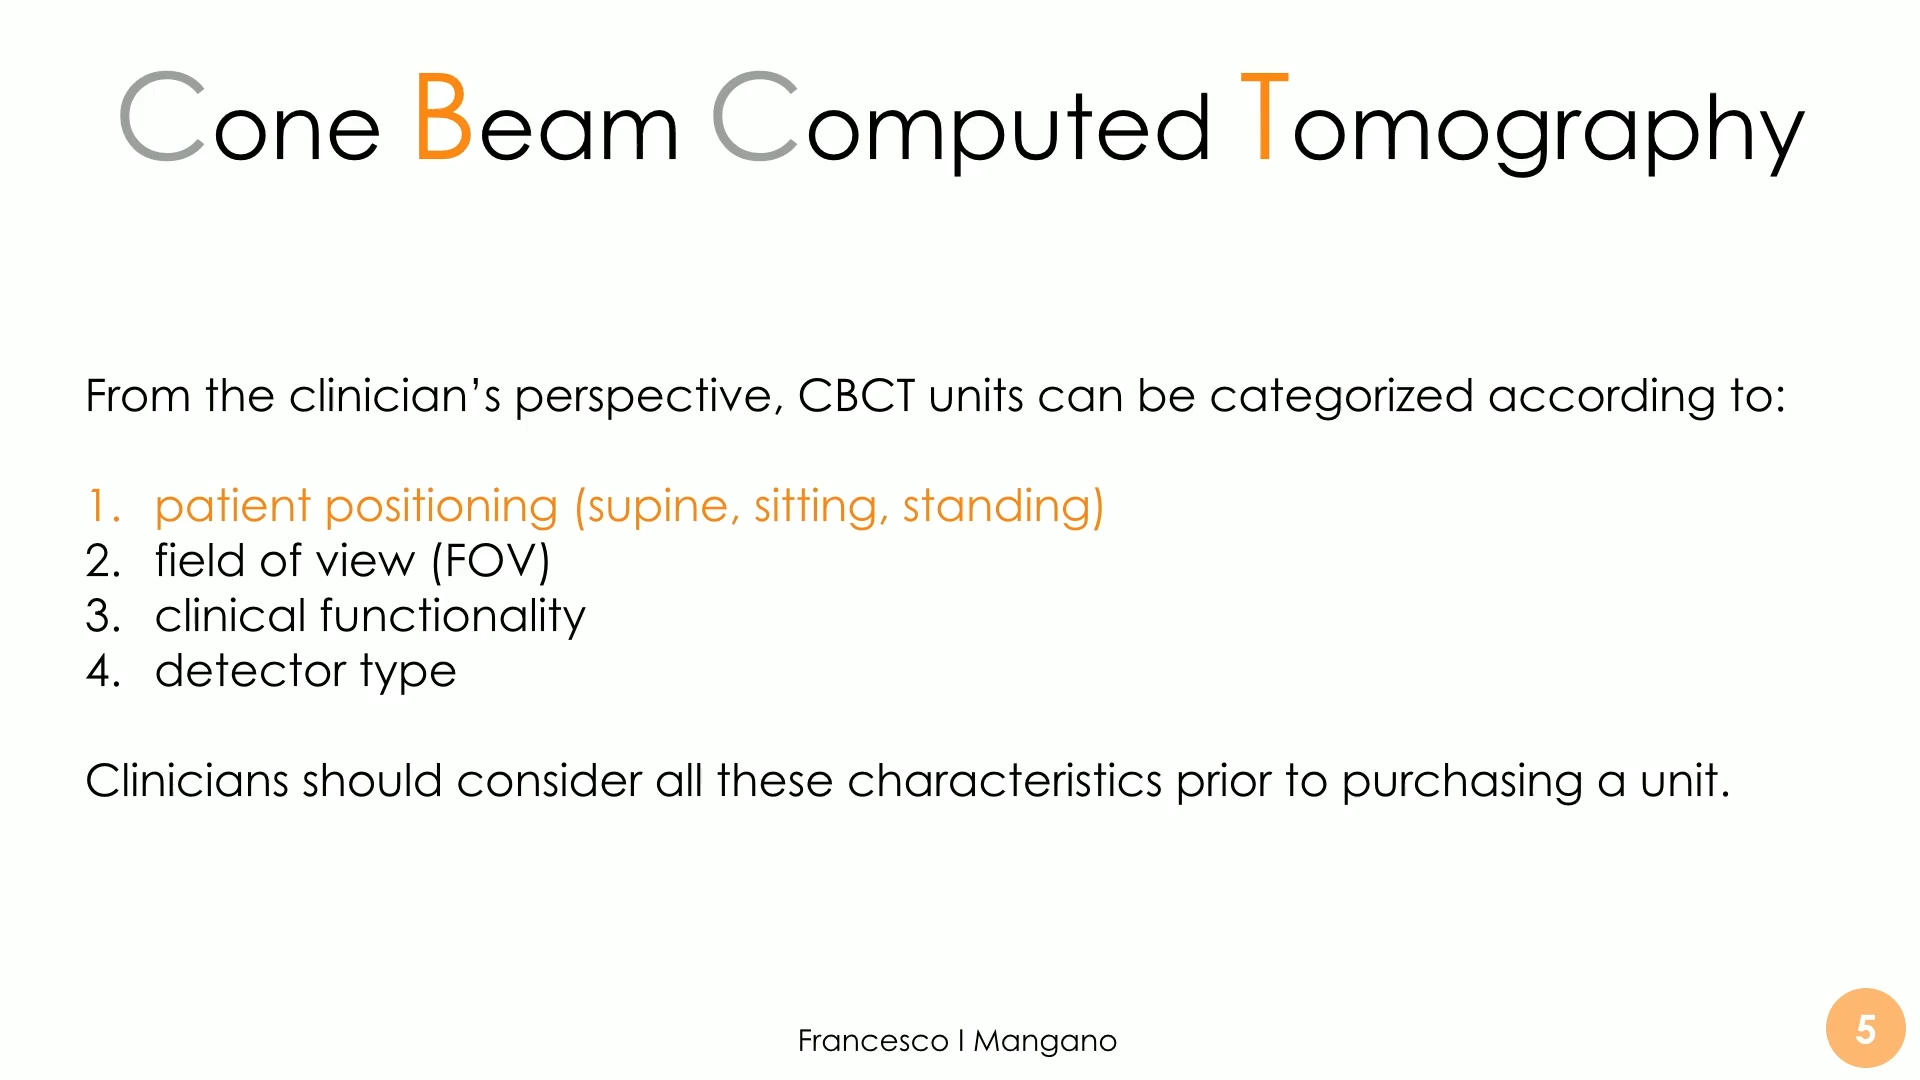 Cone Beam Computed Tomography
From the clinician’s perspective, CBCT units can be categorized according to:
1. patient positioning (supine, sitting, standing)
2. field of view (FOV)
3. clinical functionality
4. detector type
Clinicians should consider all these characteristics prior to purchasing a unit.
Francesco I Mangano
5